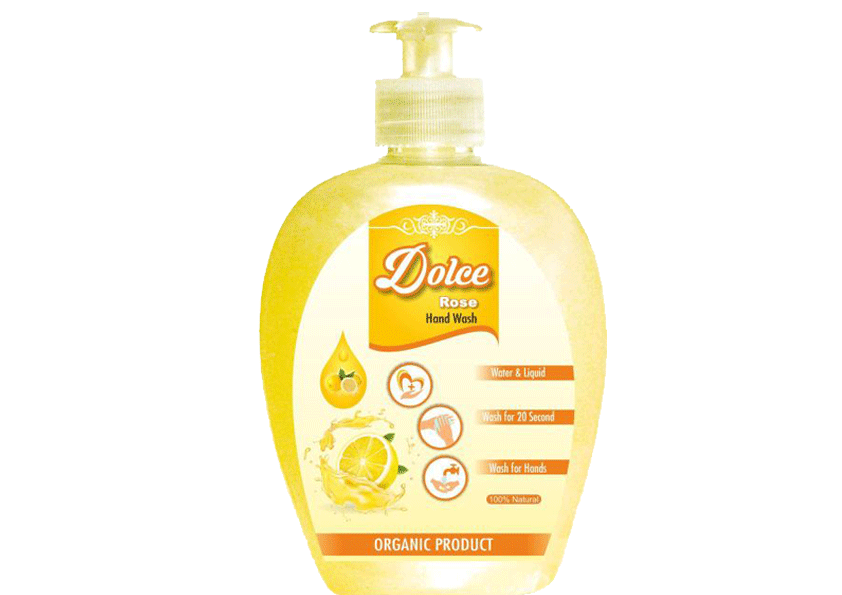 Dolce
Rose
Hand Wash
Water & Liquid
Wash for 20 Second
Wash for Hands
100% Natural
ORGANIC PRODUCT